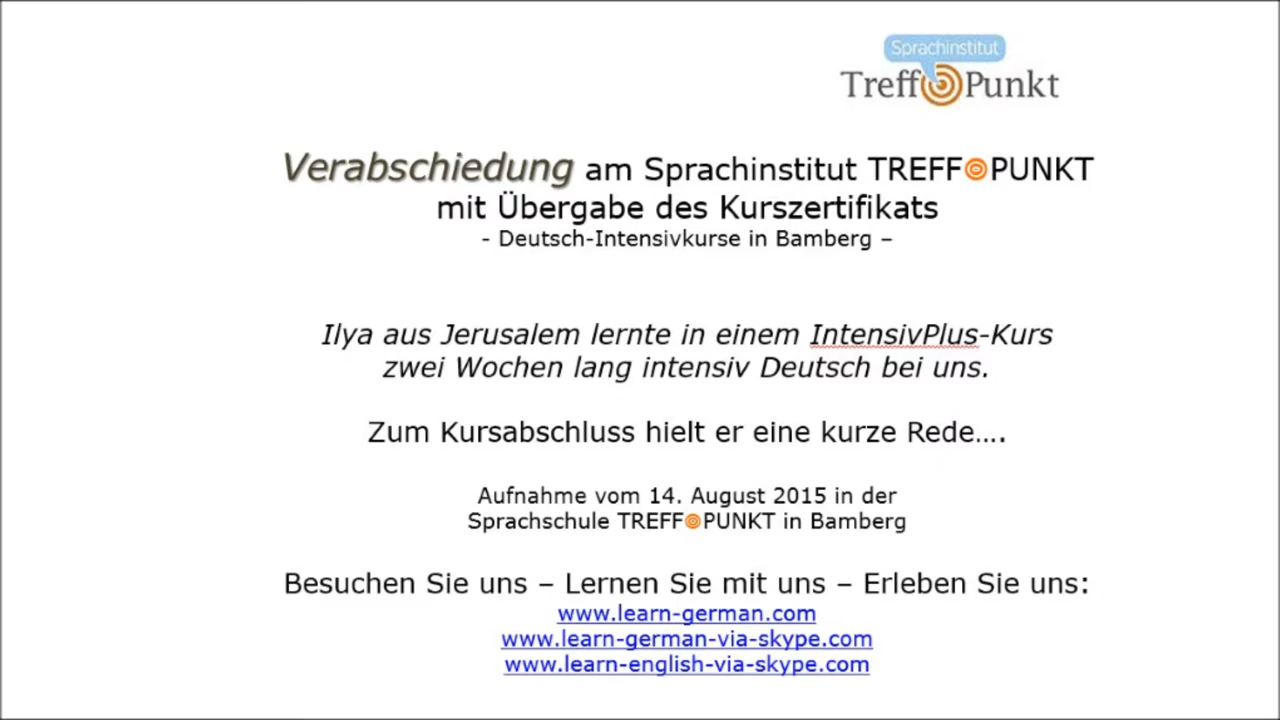 Sprachinstitut
Treff Punkt
Verabschiedung am Sprachinstitut TREFF PUNKT
mit Übergabe des Kurszertifikats
- Deutsch-Intensivkurse in Bamberg –
Ilya aus Jerusalem lernte in einem IntensivPlus-Kurs
zwei Wochen lang intensiv Deutsch bei uns.
Zum Kursabschluss hielt er eine kurze Rede….
Aufnahme vom 14. August 2015 in der
Sprachschule TREFF PUNKT in Bamberg
Besuchen Sie uns – Lernen Sie mit uns – Erleben Sie uns:
www.learn-german.com
www.learn-german-via-skype.com
www.learn-english-via-skype.com